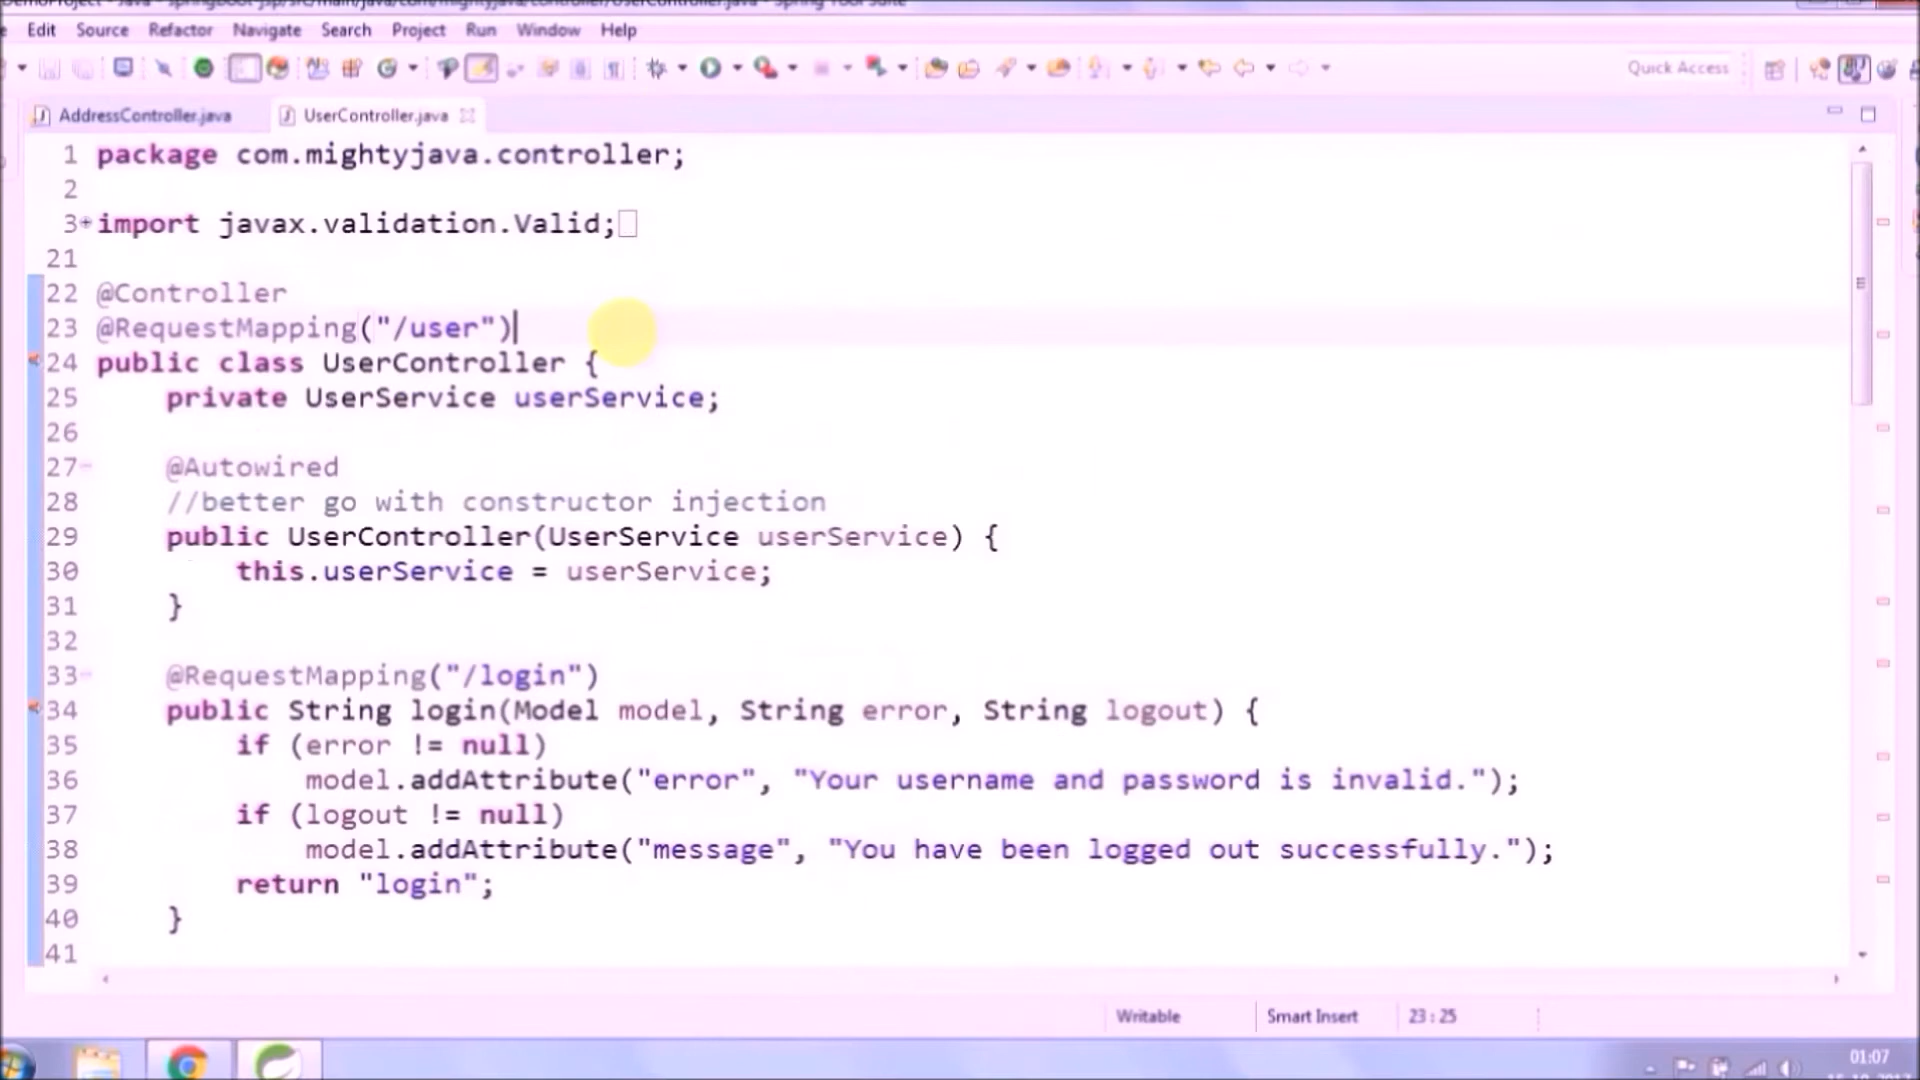 Edit Source Refactor Navigate Search Project Run Window Help
Quick Access
AddressController.java UserController.java
1 package com.mightyjava.controller;
2
3 import javax.validation.Valid;
21
22 @Controller
23 @RequestMapping("/user")
24 public class UserController {
25 private UserService userService;
26
27 @Autowired
28 //better go with constructor injection
29 public UserController(UserService userService) {
30 this.userService = userService;
31 }
32
33 @RequestMapping("/login")
34 public String login(Model model, String error, String logout) {
35 if (error != null)
36 model.addAttribute("error", "Your username and password is invalid.");
37 if (logout != null)
38 model.addAttribute("message", "You have been logged out successfully.");
39 return "login";
40 }
41
Writable Smart Insert 23 : 25
01:07